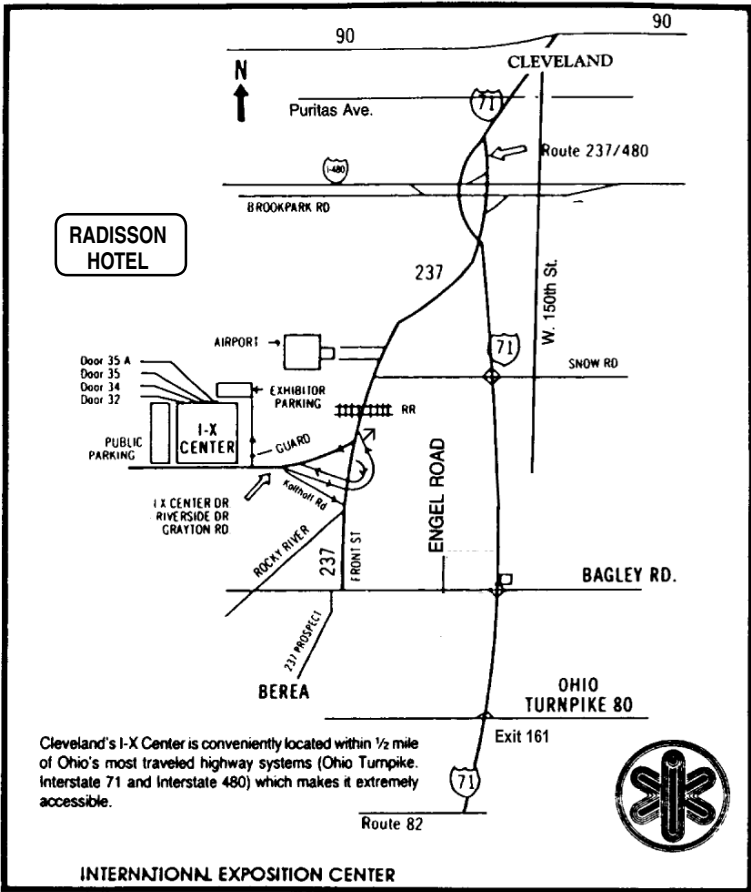 90
90
N
CLEVELAND
71
Puritas Ave.
Route 237/480
I-480
BROOKPARK RD
RADISSON
HOTEL
237
W. 150th St.
AIRPORT
71
SNOW RD
Door 35 A
Door 35
Door 34
Door 32
EXHIBITOR
PARKING
RR
I-X
CENTER
GUARD
PUBLIC
PARKING
Kolthoff Rd
I X CENTER DR
RIVERSIDE DR
GRAYTON RD
ENGEL ROAD
ROCKY RIVER
237
FRONT ST
BAGLEY RD.
237 PROSPECT
BEREA
OHIO
TURNPIKE 80
Exit 161
Cleveland's I-X Center is conveniently located within ½ mile
of Ohio's most traveled highway systems (Ohio Turnpike.
Interstate 71 and Interstate 480) which makes it extremely
accessible.
71
Route 82
INTERNATIONAL EXPOSITION CENTER